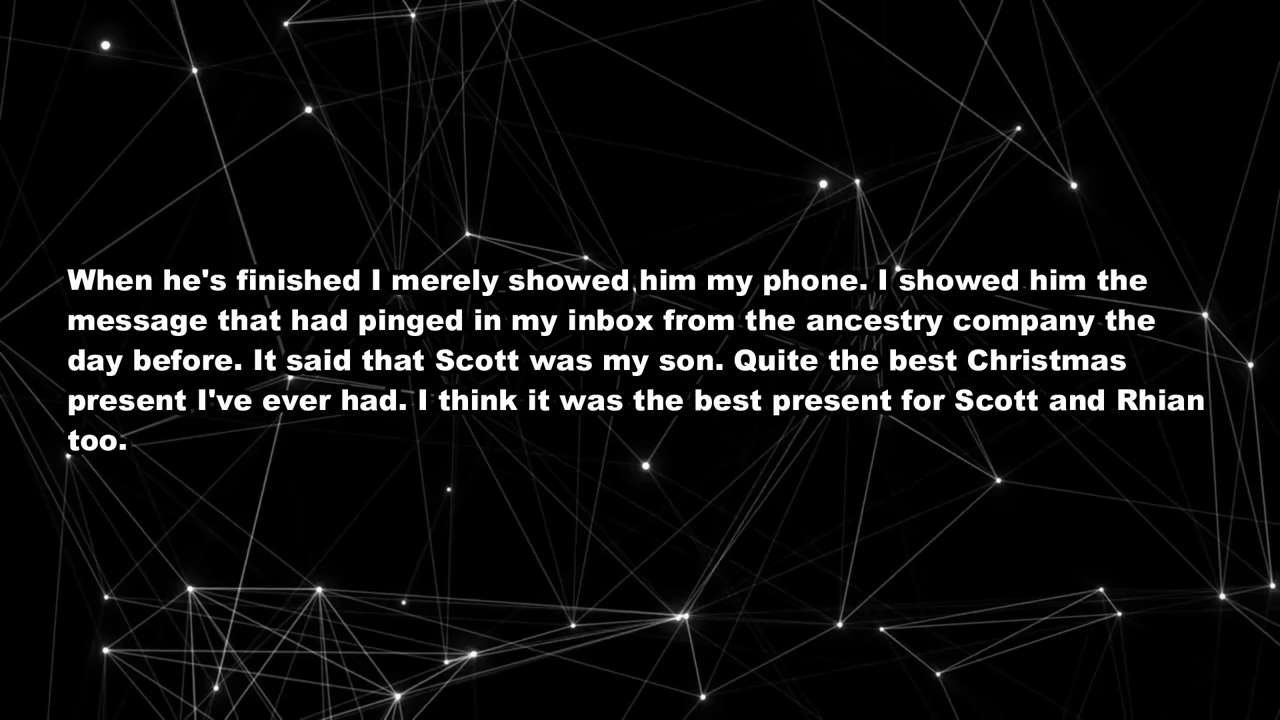 When he's finished I merely showed him my phone. I showed him the
message that had pinged in my inbox from the ancestry company the
day before. It said that Scott was my son. Quite the best Christmas
present I've ever had. I think it was the best present for Scott and Rhian
too.